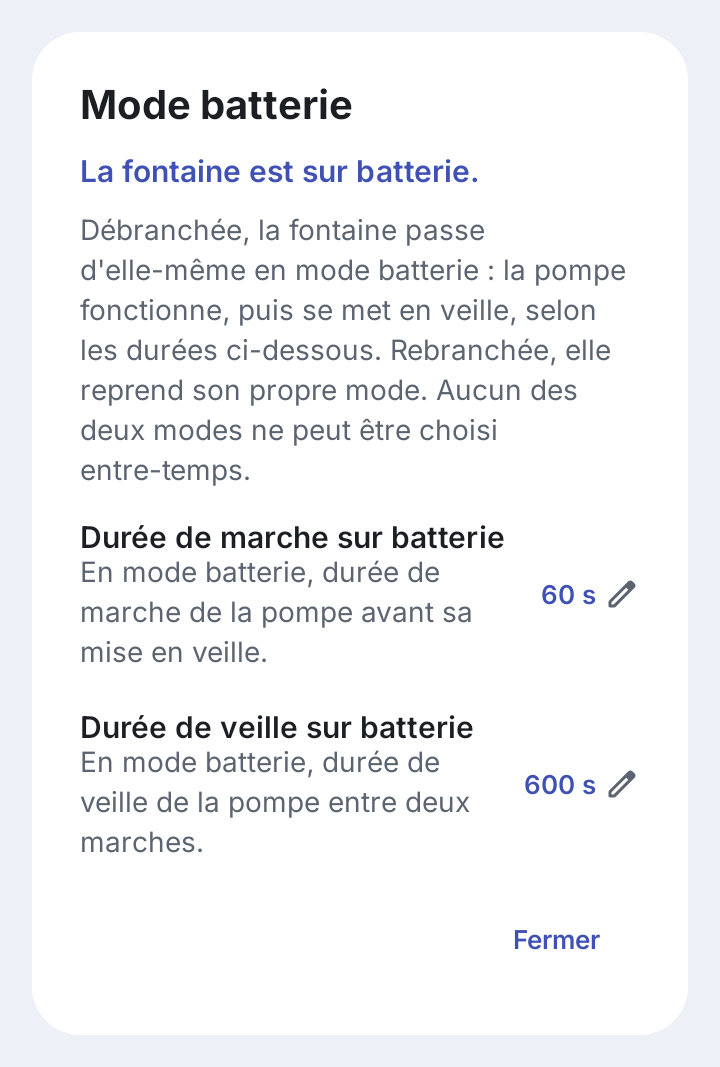 Mode batterie
La fontaine est sur batterie.
Débranchée, la fontaine passe
d'elle-même en mode batterie : la pompe
fonctionne, puis se met en veille, selon
les durées ci-dessous. Rebranchée, elle
reprend son propre mode. Aucun des
deux modes ne peut être choisi
entre-temps.
Durée de marche sur batterie
En mode batterie, durée de
marche de la pompe avant sa
mise en veille.
60 s
Durée de veille sur batterie
En mode batterie, durée de
veille de la pompe entre deux
marches.
600 s
Fermer